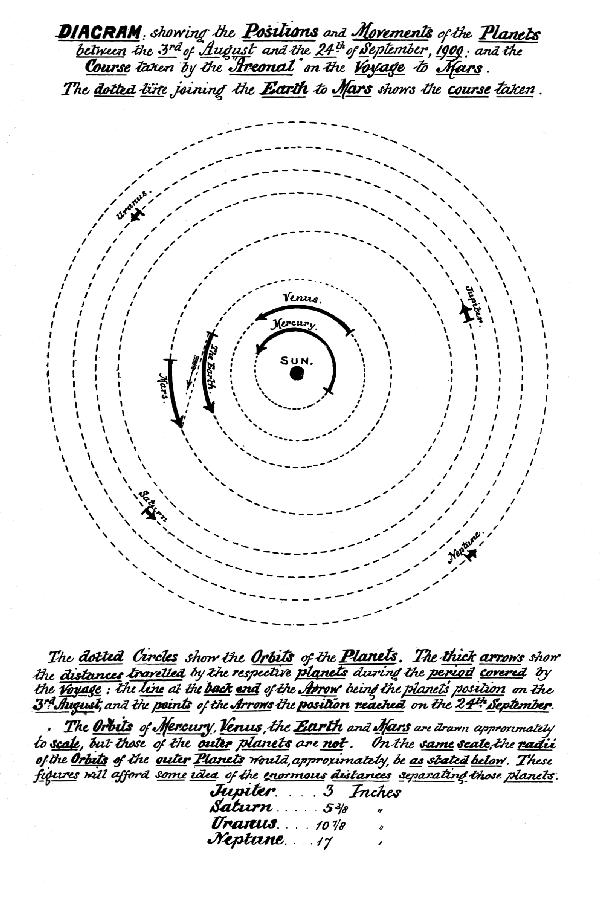 DIAGRAM; showing the Positions and Movements of the Planets
between the 3rd of August and the 24th of September, 1909; and the
Course taken by the "Areonal" on the Voyage to Mars.
The dotted line joining the Earth to Mars shows the course taken.
Uranus.
Jupiter
Venus.
Mercury.
SUN.
The Earth
Mars.
Saturn
Neptune
The dotted Circles show the Orbits of the Planets. The thick arrows show
the distances travelled by the respective planets during the period covered by
the Voyage; the line at the back end of the Arrow being the planets position on the
3rd August, and the points of the Arrows the position reached on the 24th September.
The Orbits of Mercury, Venus, the Earth and Mars are drawn approximately
to scale, but those of the outer planets are not. On the same scale, the radii
of the Orbits of the outer Planets would, approximately, be as stated below. These
figures will afford some idea of the enormous distances separating those planets.
Jupiter..... 3 Inches
Saturn..... 5 3/8 "
Uranus.... 10 7/8 "
Neptune... 17 "